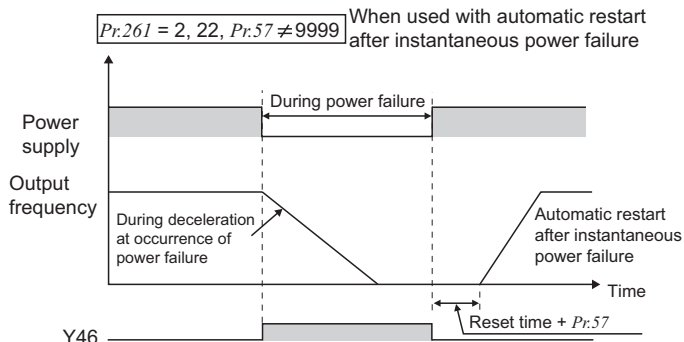 Pr.261 = 2, 22, Pr.57 ≠ 9999
When used with automatic restart
after instantaneous power failure
During power failure
Power
supply
Output
frequency
During deceleration
at occurrence of
power failure
Automatic restart
after instantaneous
power failure
Time
Reset time + Pr.57
Y46